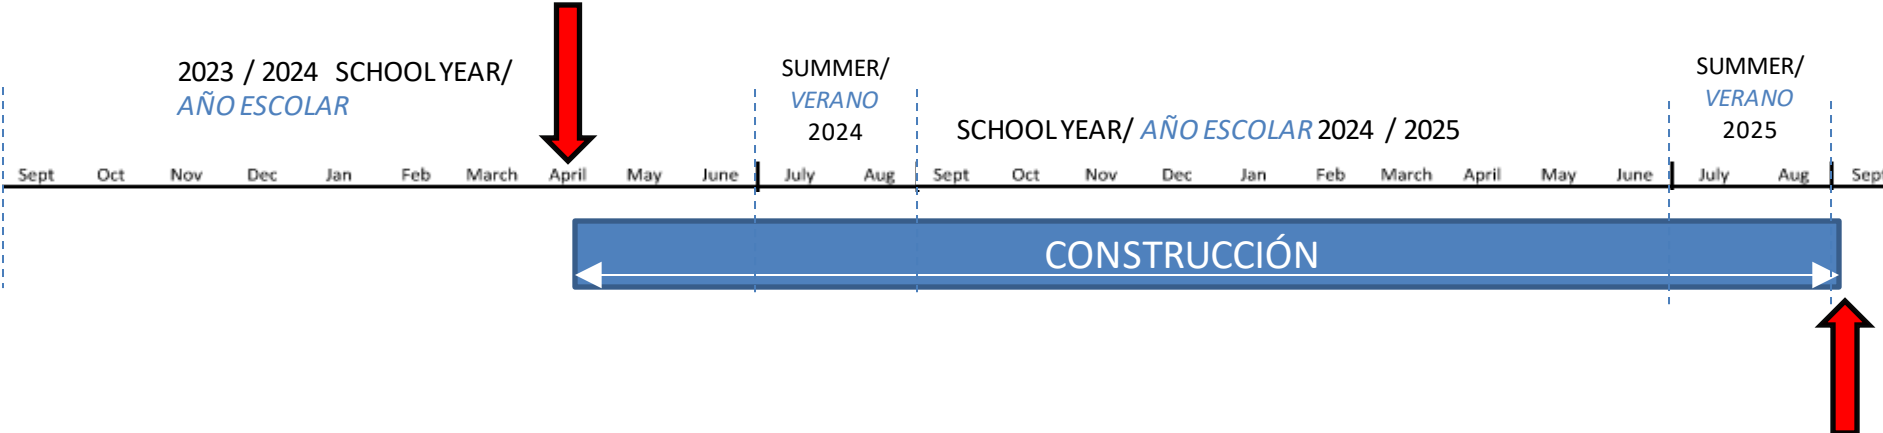 2023 / 2024 SCHOOL YEAR/
AÑO ESCOLAR
SUMMER/
VERANO
2024
SCHOOL YEAR/ AÑO ESCOLAR 2024 / 2025
SUMMER/
VERANO
2025
Sept Oct Nov Dec Jan Feb March April May June July Aug Sept Oct Nov Dec Jan Feb March April May June July Aug Sept
CONSTRUCCIÓN